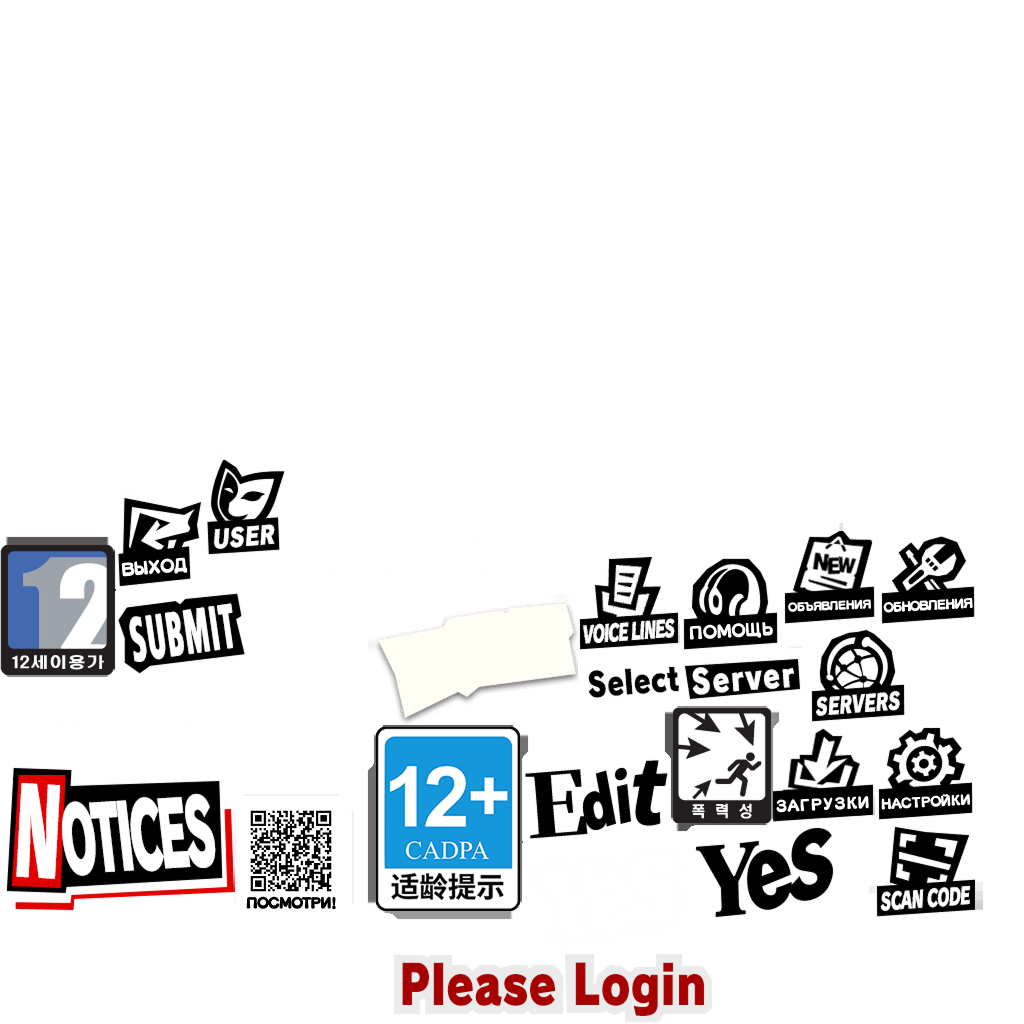 USER
ВЫХОД
12
12세이용가
SUBMIT
NEW
ОБЪЯВЛЕНИЯ
ОБНОВЛЕНИЯ
VOICE LINES
ПОМОЩЬ
Select Server
SERVERS
폭력성
ЗАГРУЗКИ
НАСТРОЙКИ
12+
CADPA
适龄提示
Edit
NOTICES
ПОСМОТРИ!
Yes
SCAN CODE
Please Login